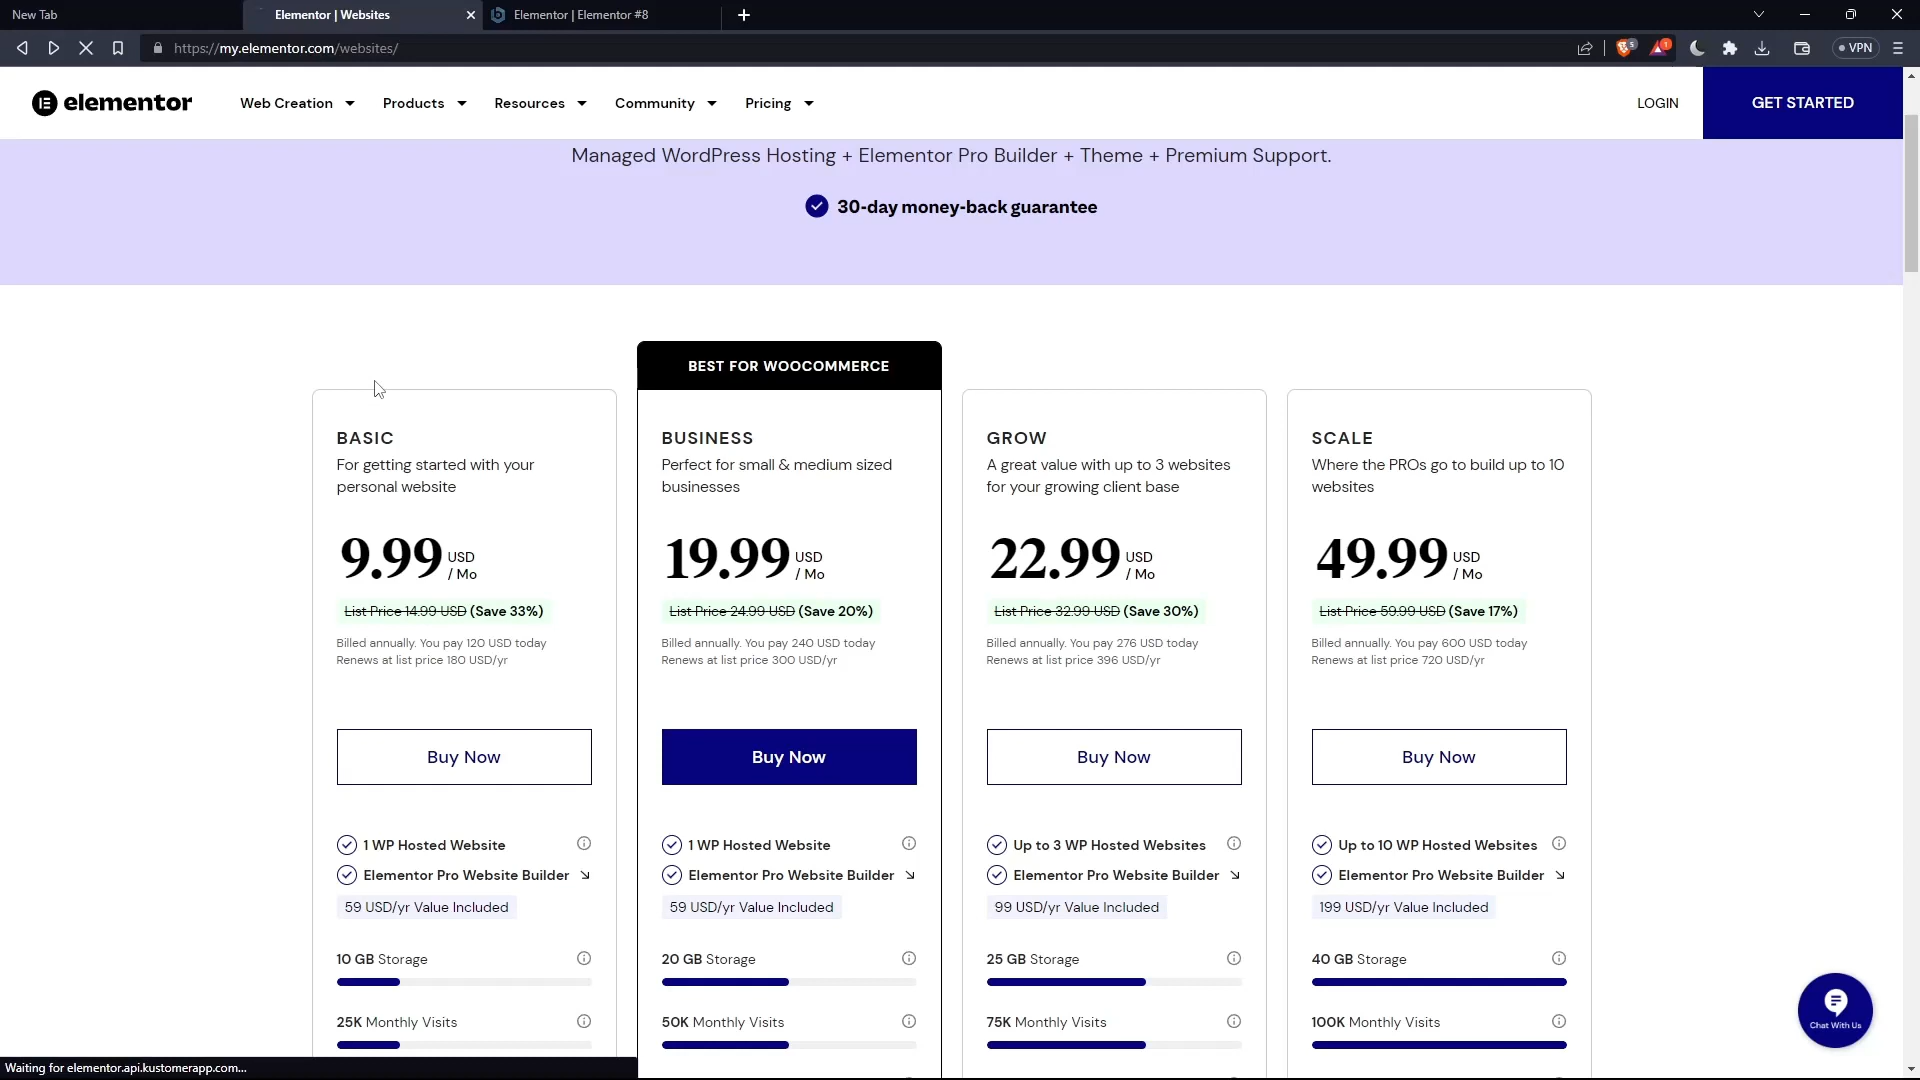 New Tab
Elementor | Websites
Elementor | Elementor #8
https://my.elementor.com/websites/
5
1
VPN
elementor
Web Creation
Products
Resources
Community
Pricing
LOGIN
GET STARTED
Managed WordPress Hosting + Elementor Pro Builder + Theme + Premium Support.
30-day money-back guarantee
BEST FOR WOOCOMMERCE
BASIC
For getting started with your
personal website
9.99 USD
/ Mo
List Price 14.99 USD (Save 33%)
Billed annually. You pay 120 USD today
Renews at list price 180 USD/yr
Buy Now
1 WP Hosted Website
Elementor Pro Website Builder
59 USD/yr Value Included
10 GB Storage
25K Monthly Visits
BUSINESS
Perfect for small & medium sized
businesses
19.99 USD
/ Mo
List Price 24.99 USD (Save 20%)
Billed annually. You pay 240 USD today
Renews at list price 300 USD/yr
Buy Now
1 WP Hosted Website
Elementor Pro Website Builder
59 USD/yr Value Included
20 GB Storage
50K Monthly Visits
GROW
A great value with up to 3 websites
for your growing client base
22.99 USD
/ Mo
List Price 32.99 USD (Save 30%)
Billed annually. You pay 276 USD today
Renews at list price 396 USD/yr
Buy Now
Up to 3 WP Hosted Websites
Elementor Pro Website Builder
99 USD/yr Value Included
25 GB Storage
75K Monthly Visits
SCALE
Where the PROs go to build up to 10
websites
49.99 USD
/ Mo
List Price 59.99 USD (Save 17%)
Billed annually. You pay 600 USD today
Renews at list price 720 USD/yr
Buy Now
Up to 10 WP Hosted Websites
Elementor Pro Website Builder
199 USD/yr Value Included
40 GB Storage
100K Monthly Visits
Chat With Us
Waiting for elementor.api.kustomerapp.com...